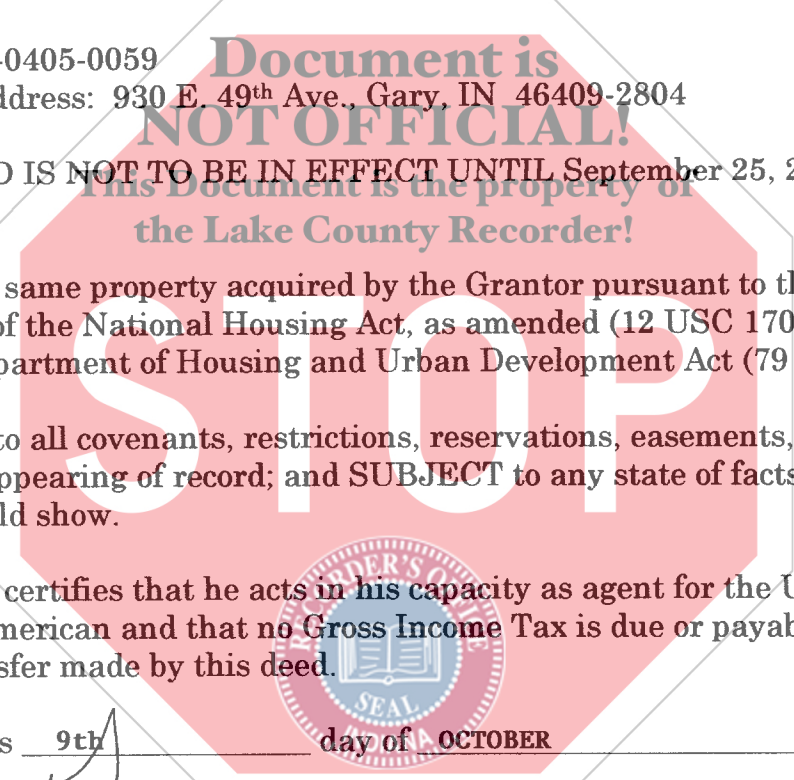 -0405-0059
ddress: 930 E. 49th Ave., Gary, IN 46409-2804
Document is
NOT OFFICIAL!
D IS NOT TO BE IN EFFECT UNTIL September 25, 2
This Document is the property of
the Lake County Recorder!
same property acquired by the Grantor pursuant to th
of the National Housing Act, as amended (12 USC 170
partment of Housing and Urban Development Act (79
STOP
to all covenants, restrictions, reservations, easements,
ppearing of record; and SUBJECT to any state of facts
ld show.
certifies that he acts in his capacity as agent for the U
merican and that no Gross Income Tax is due or payab
sfer made by this deed.
RECORDER'S OFFICE
SEAL
s 9th day of OCTOBER